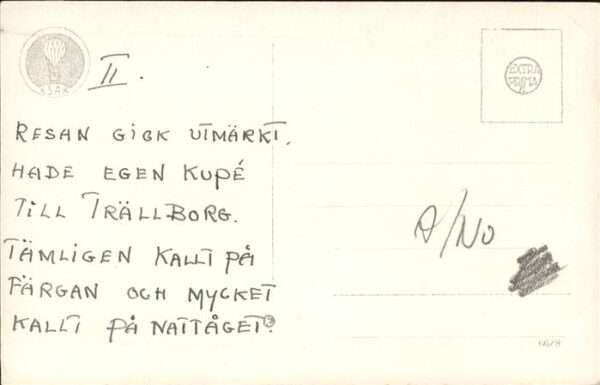 II.
RESAN GICK UTMÄRKT.
HADE EGEN KUPÉ
TILL TRÄLLBORG.
TÄMLIGEN KALLT PÅ
FÄRGAN OCH MYCKET
KALLT PÅ NATTÅGET.
EXTRA
PRIMA